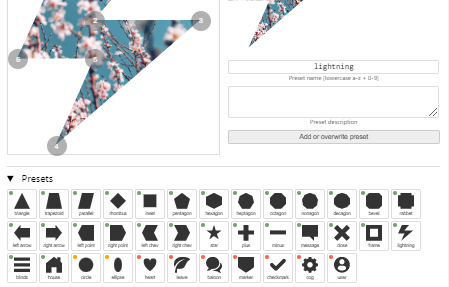 2
3
5
lightning
Preset name [lowercase a-z + 0-9]
4
Preset description
Add or overwrite preset
▼ Presets
triangle trapezoid parallel rhombus inset pentagon hexagon heptagon octagon nonagon decagon bevel rabbet
left arrow right arrow left point right point left chev right chev star plus minus message close frame lightning
blinds house circle ellipse heart leave baloon marker checkmark cog user